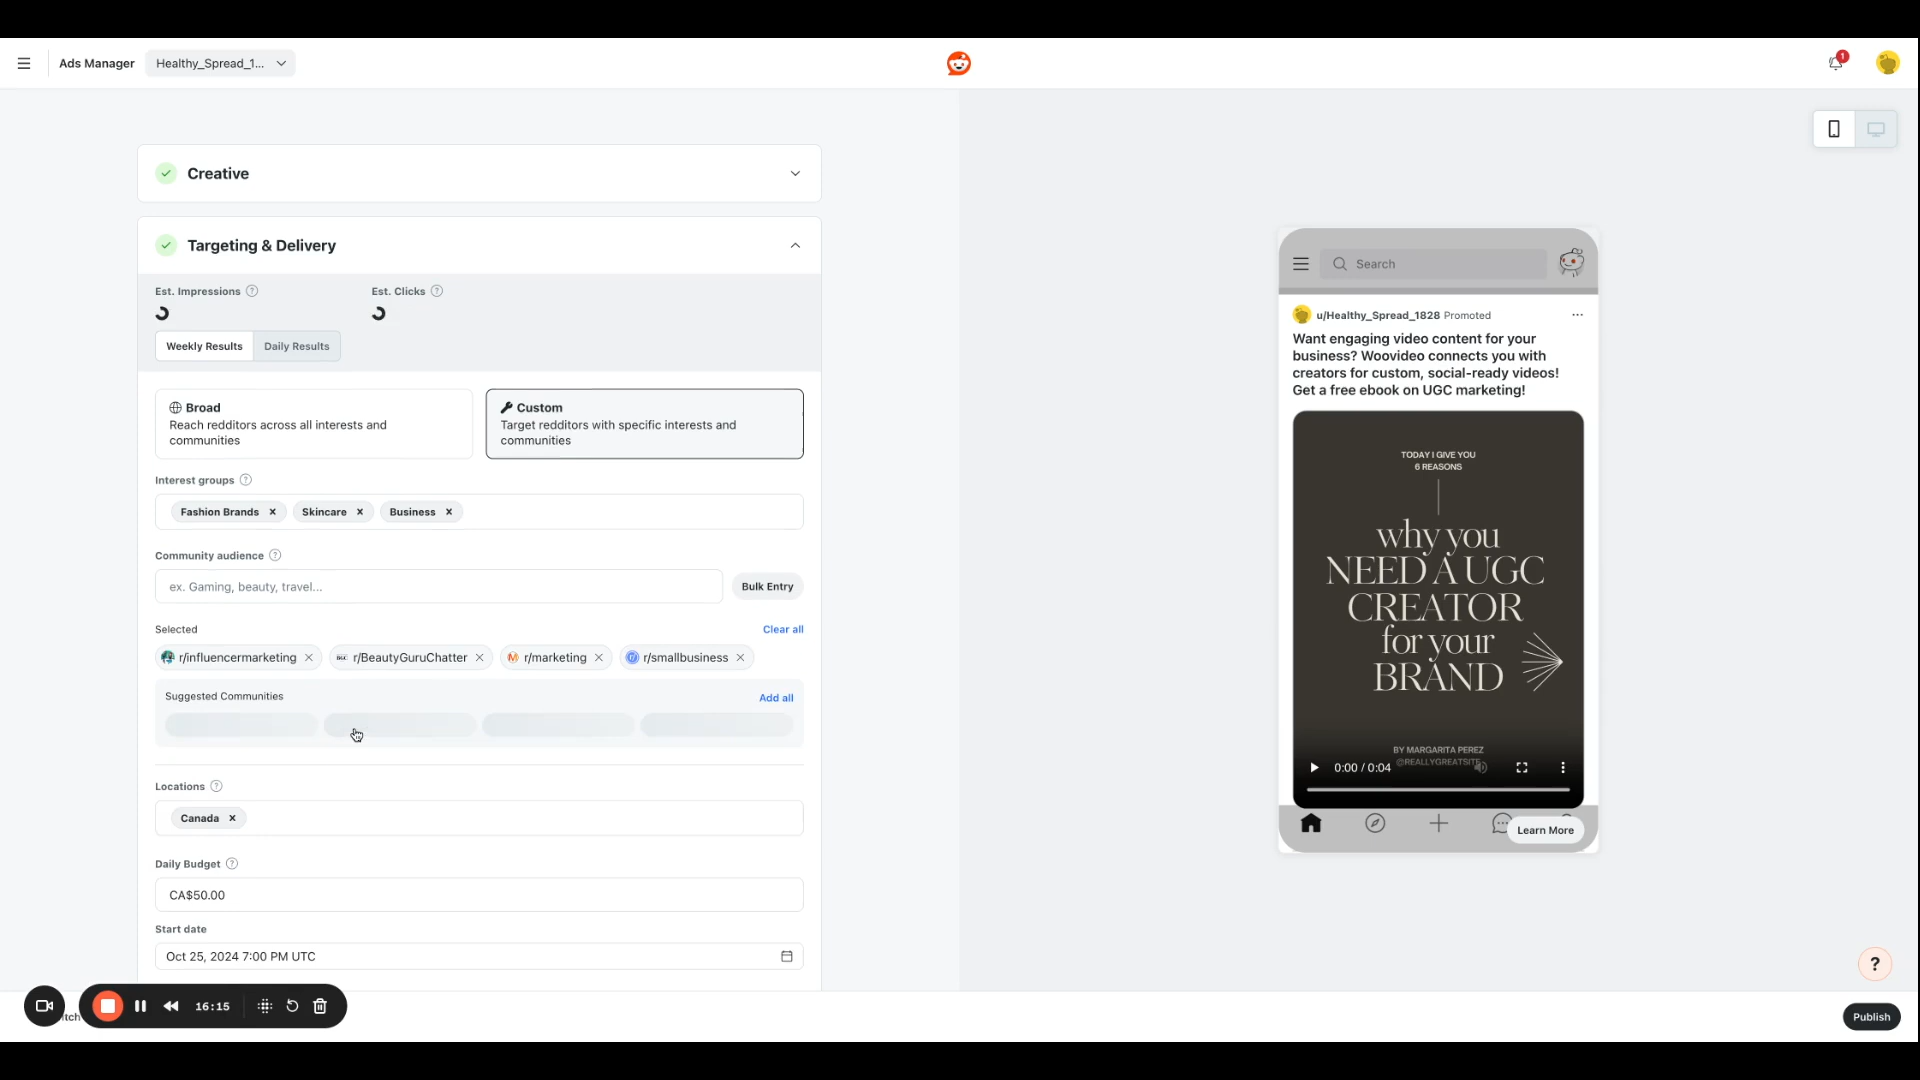 Ads Manager
Healthy_Spread_1...
1
Creative
Targeting & Delivery
Est. Impressions ?
Est. Clicks ?
Weekly Results
Daily Results
Broad
Reach redditors across all interests and
communities
Custom
Target redditors with specific interests and
communities
Interest groups ?
Fashion Brands ×
Skincare ×
Business ×
Community audience ?
ex. Gaming, beauty, travel...
Bulk Entry
Selected
Clear all
r/influencermarketing ×
BGC r/BeautyGuruChatter ×
M r/marketing ×
r/smallbusiness ×
Suggested Communities
Add all
Locations ?
Canada ×
Daily Budget ?
CA$50.00
Start date
Oct 25, 2024 7:00 PM UTC
16:15
itch
Search
u/Healthy_Spread_1828 Promoted
Want engaging video content for your
business? Woovideo connects you with
creators for custom, social-ready videos!
Get a free ebook on UGC marketing!
TODAY I GIVE YOU
6 REASONS
why you
NEED A UGC
CREATOR
for your
BRAND
BY MARGARITA PEREZ
@REALLYGREATSITE
0:00 / 0:04
Learn More
?
Publish